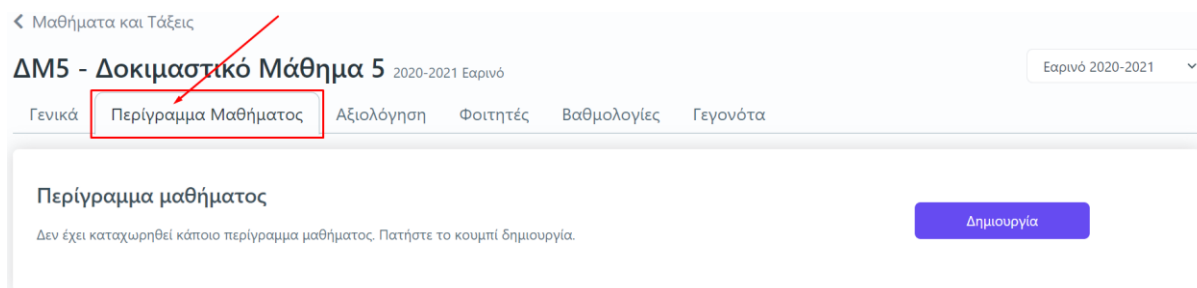 Μαθήματα και Τάξεις
ΔΜ5 - Δοκιμαστικό Μάθημα 5 2020-2021 Εαρινό
Εαρινό 2020-2021
Γενικά Περίγραμμα Μαθήματος Αξιολόγηση Φοιτητές Βαθμολογίες Γεγονότα
Περίγραμμα μαθήματος
Δημιουργία
Δεν έχει καταχωρηθεί κάποιο περίγραμμα μαθήματος. Πατήστε το κουμπί δημιουργία.